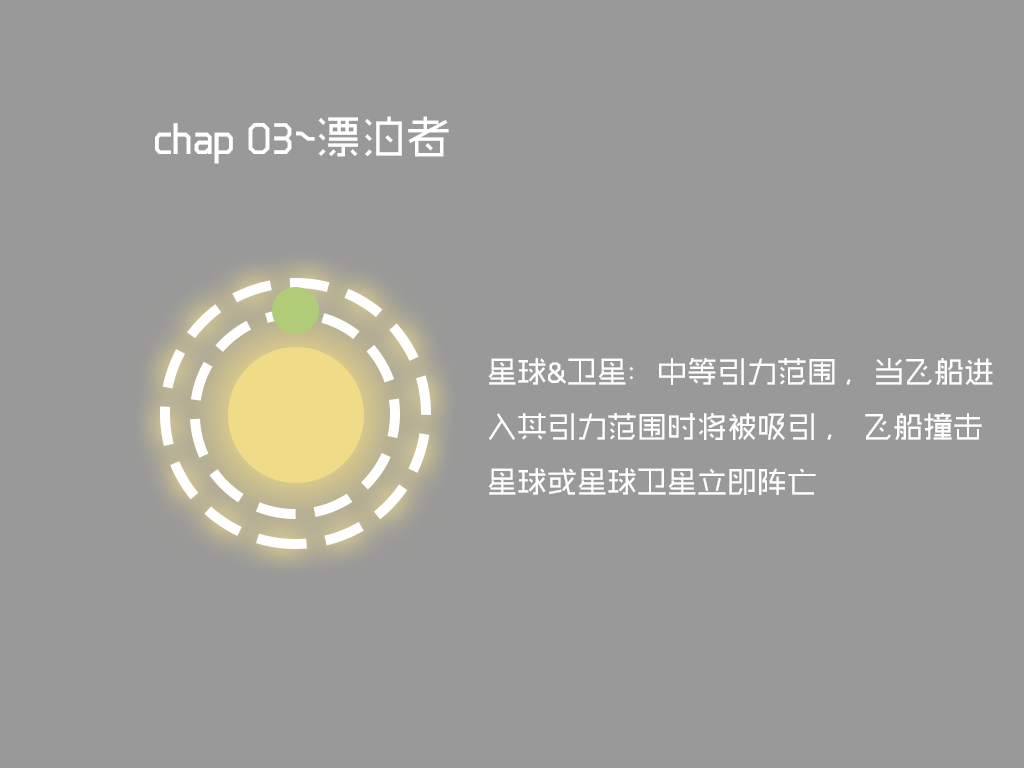 chap 03~漂泊者
星球&卫星：中等引力范围，当飞船进
入其引力范围时将被吸引， 飞船撞击
星球或星球卫星立即阵亡